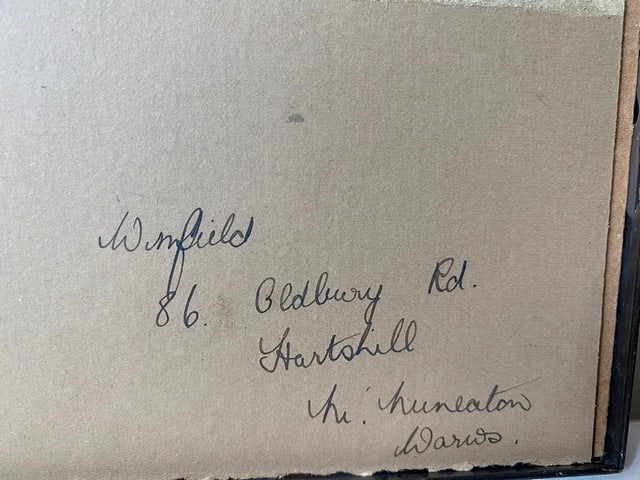 Winfield
86. Oldbury Rd.
Hartshill
Nr. Nuneaton
Warws.